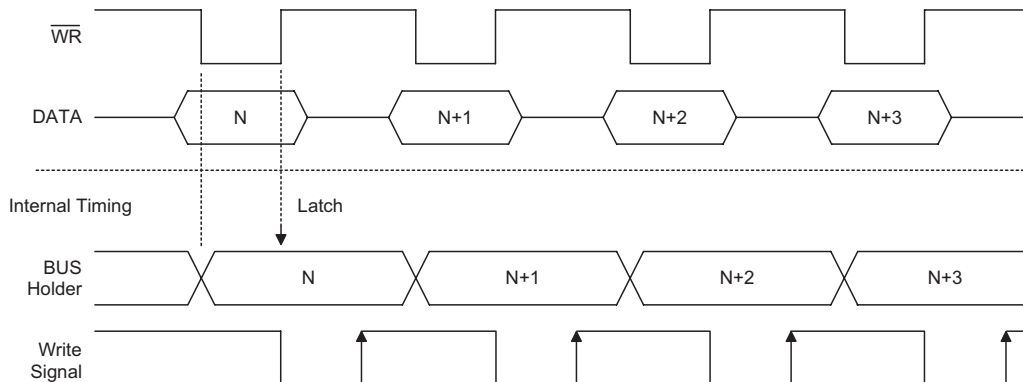 WR
DATA
N
N+1
N+2
N+3
Internal Timing
Latch
BUS
Holder
N
N+1
N+2
N+3
Write
Signal